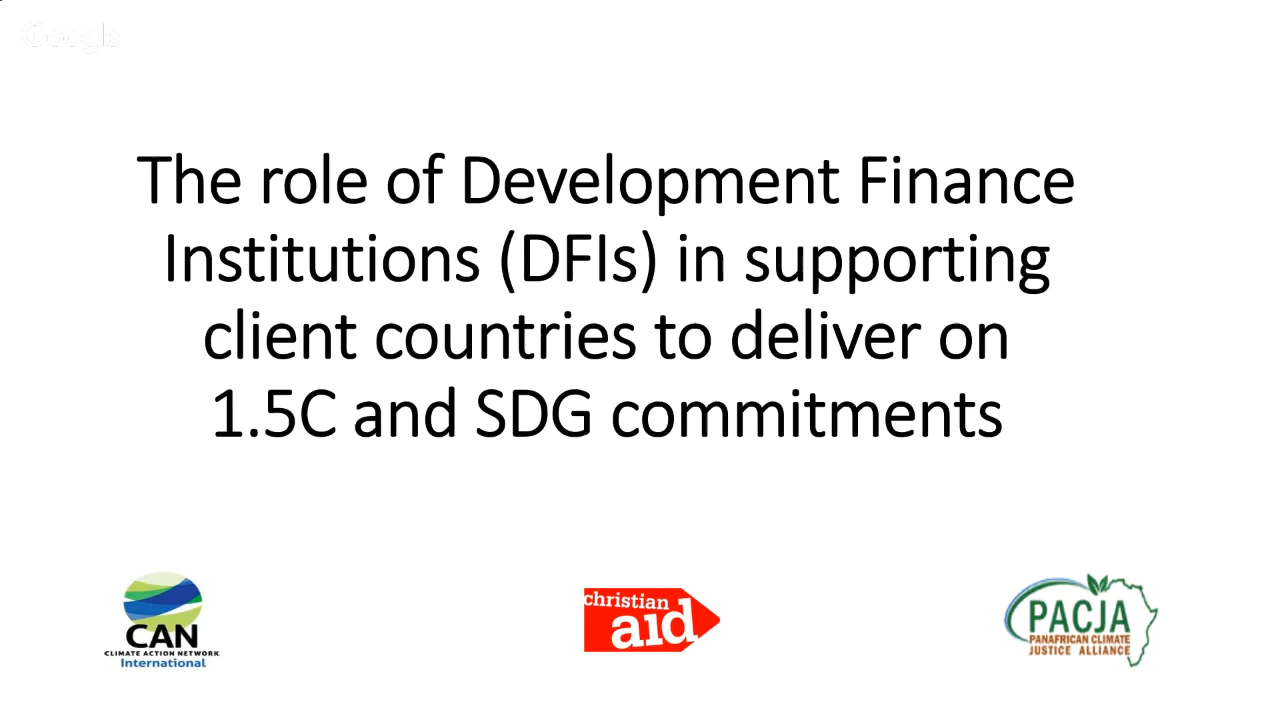 Google
The role of Development Finance
Institutions (DFIs) in supporting
client countries to deliver on
1.5C and SDG commitments
CAN
CLIMATE ACTION NETWORK
International
christian
aid
PACJA
PANAFRICAN CLIMATE
JUSTICE ALLIANCE